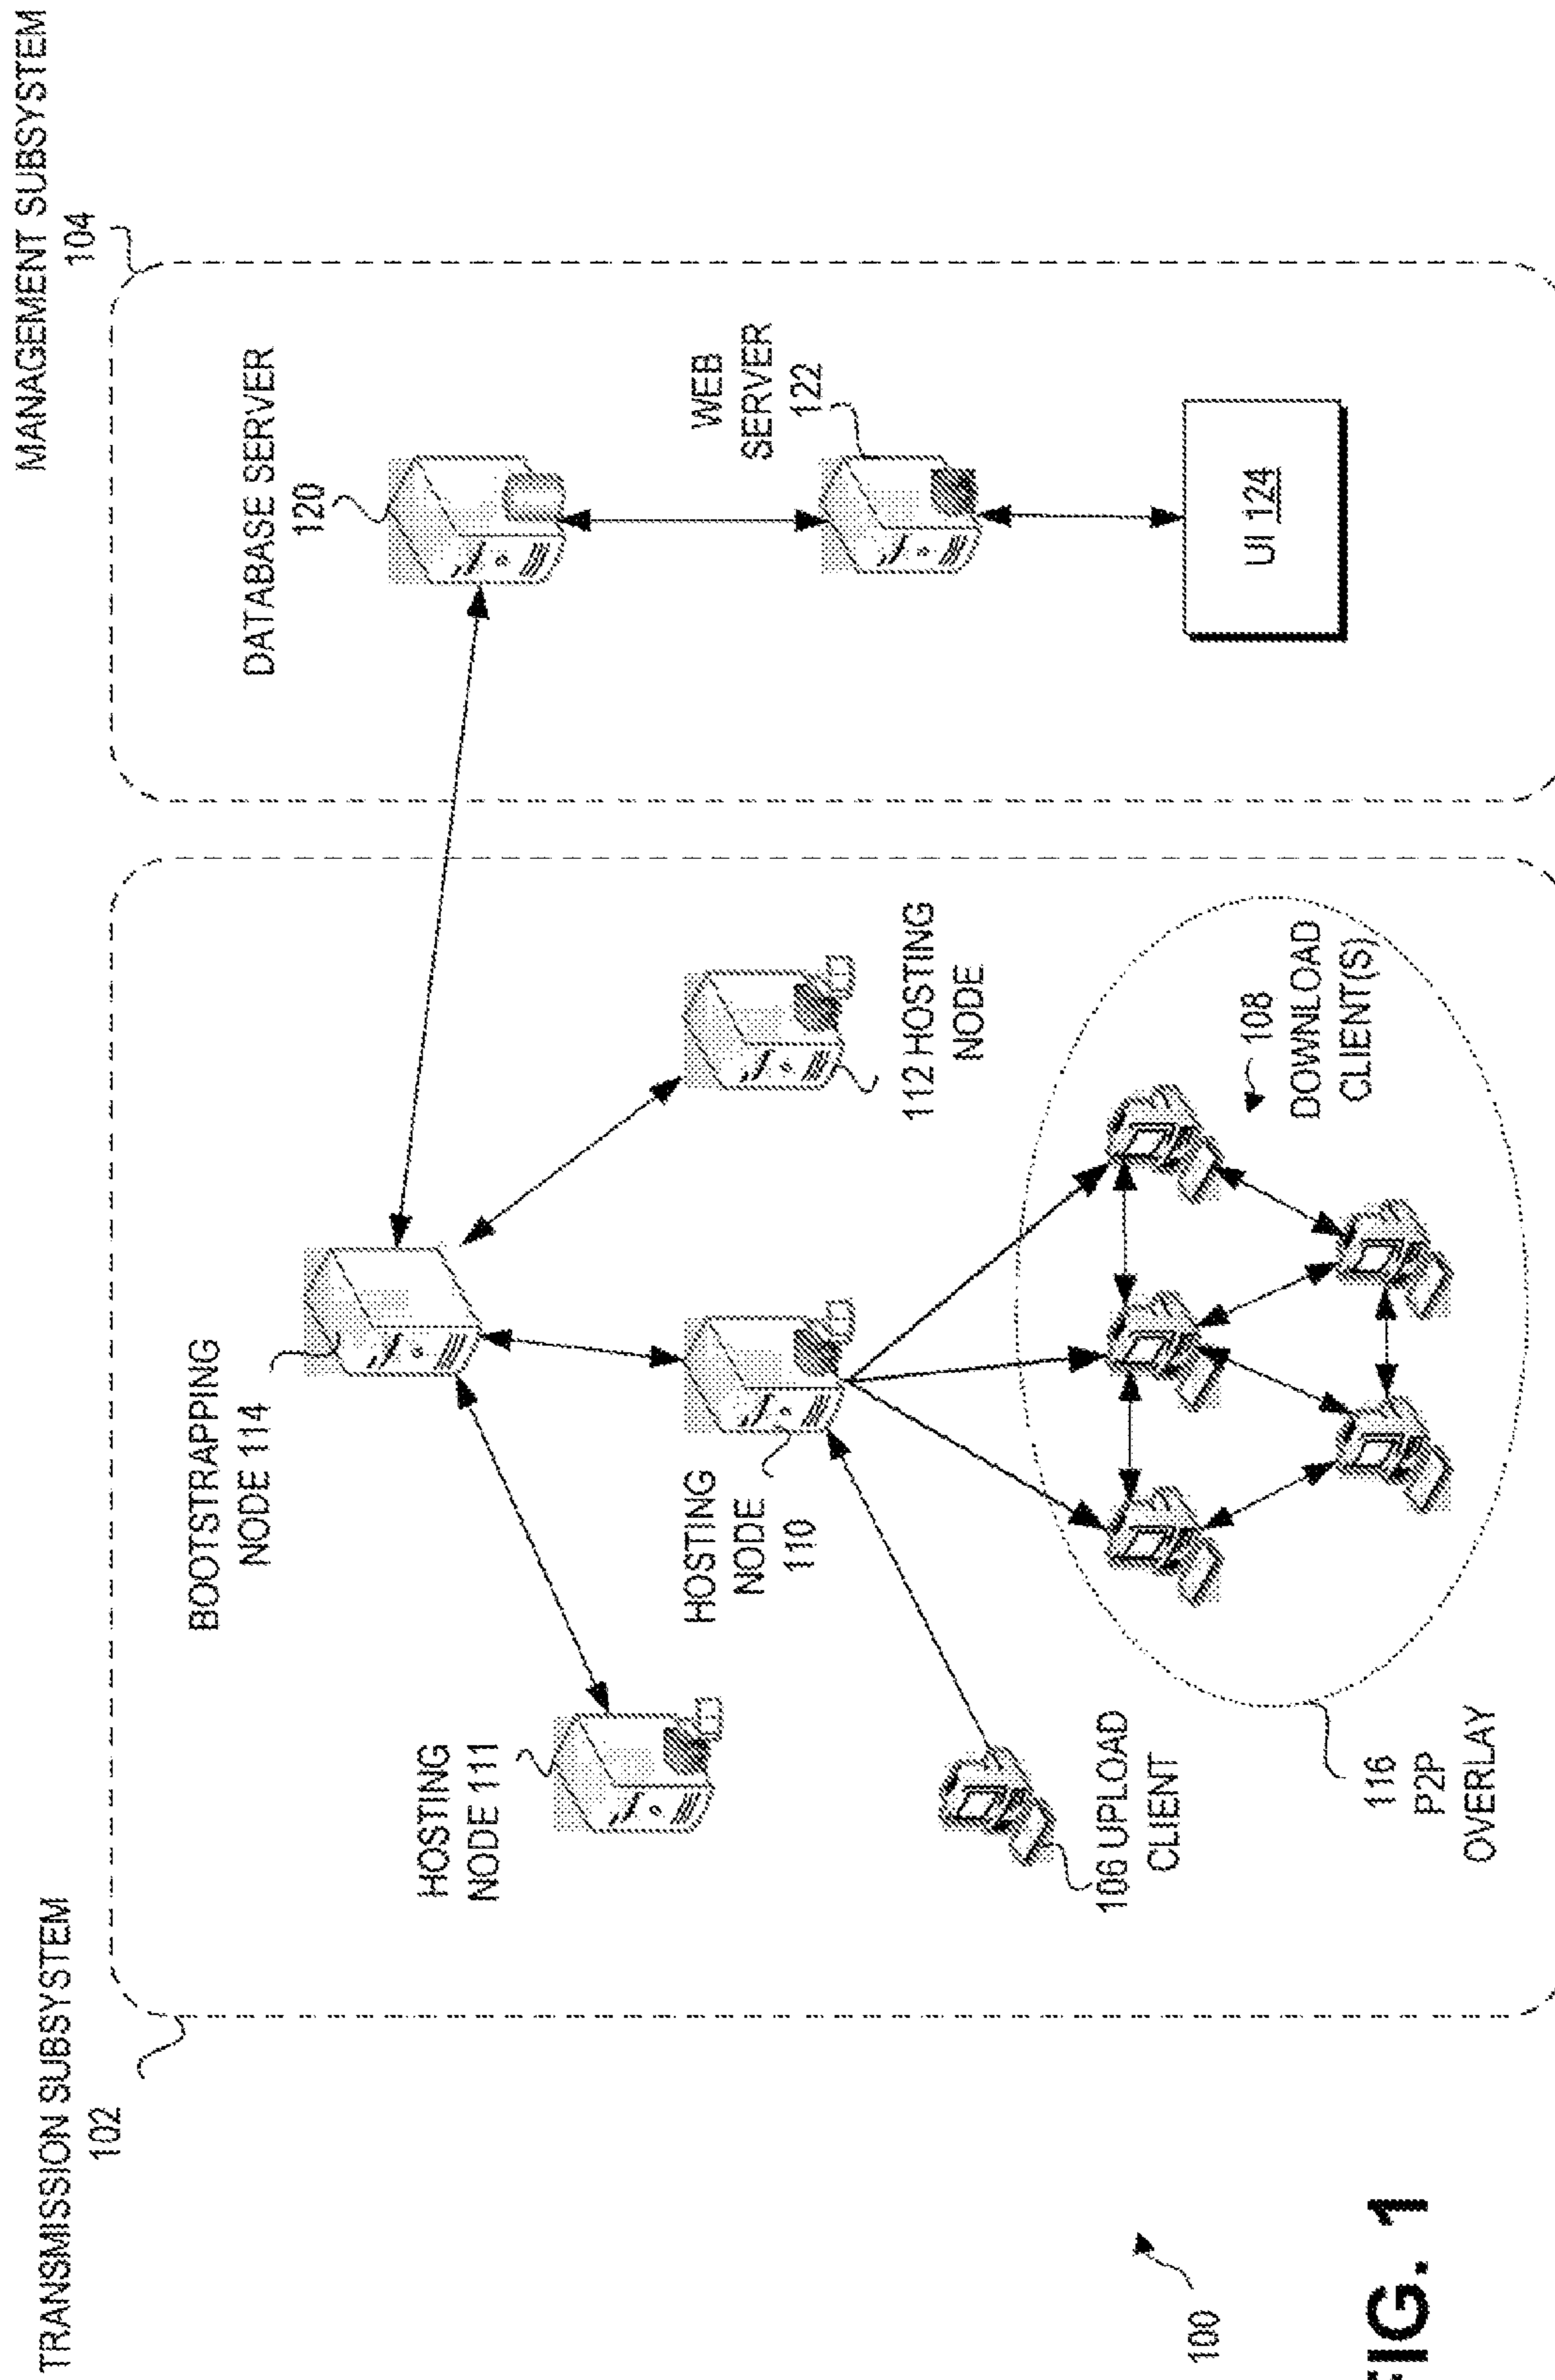 TRANSMISSION SUBSYSTEM
102
MANAGEMENT SUBSYSTEM
104
BOOTSTRAPPING
NODE 114
DATABASE SERVER
120
HOSTING
NODE 111
HOSTING
NODE
110
112 HOSTING
NODE
WEB
SERVER
122
106 UPLOAD
CLIENT
108
DOWNLOAD
CLIENT(S)
UI 124
116
P2P
OVERLAY
100
FIG. 1